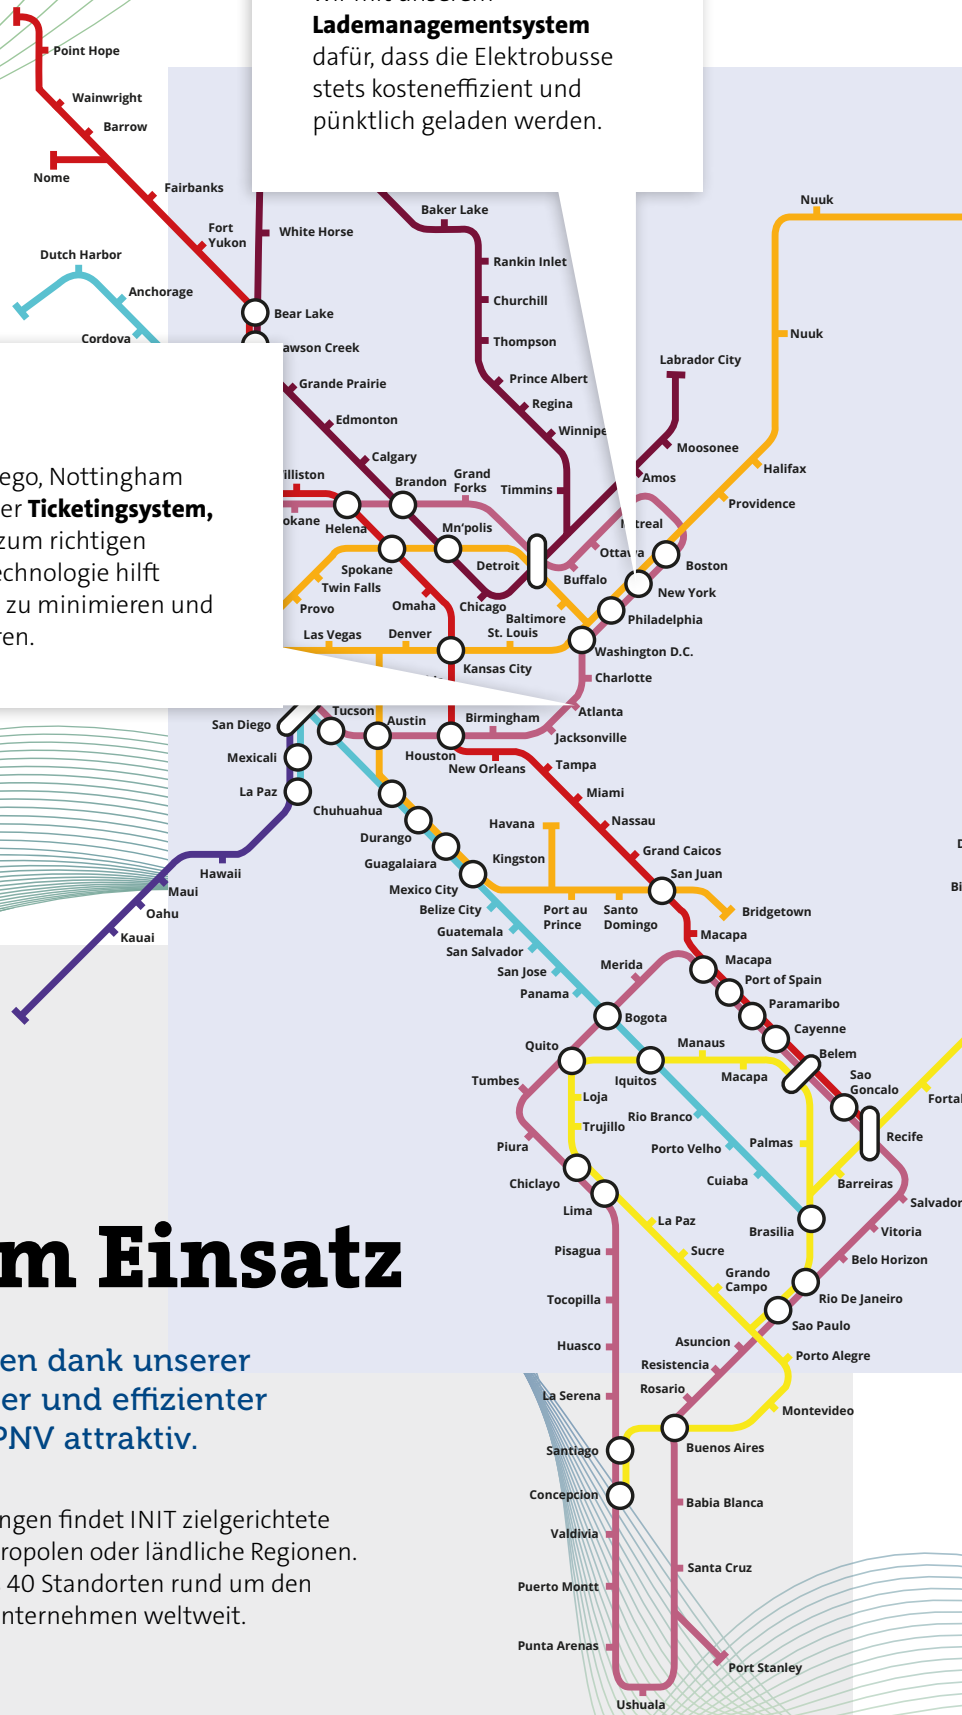 Lademanagementsystem
dafür, dass die Elektrobusse
stets kosteneffizient und
pünktlich geladen werden.
Point Hope
Wainwright
Barrow
Nome
Fairbanks
Fort
Yukon
White Horse
Baker Lake
Nuuk
Dutch Harbor
Anchorage
Cordova
Rankin Inlet
Churchill
Thompson
Bear Lake
awson Creek
Nuuk
Labrador City
Grande Prairie
Prince Albert
Regina
Edmonton
Winnipe
Calgary
Moosonee
Halifax
Amos
Providence
ego, Nottingham
er Ticketingsystem,
zum richtigen
echnologie hilft
zu minimieren und
ren.
illiston
okane
Helena
Brandon
Grand
Forks
Timmins
Mn'polis
treal
Ottawa
Boston
Spokane
Detroit
Buffalo
Twin Falls
New York
Provo
Omaha
Chicago
Baltimore
Philadelphia
Las Vegas
Denver
St. Louis
Washington D.C.
Kansas City
Charlotte
Atlanta
San Diego
Tucson
Austin
Birmingham
Jacksonville
Houston
New Orleans
Mexicali
Tampa
La Paz
Miami
Chuhuahua
Nassau
Havana
Durango
Grand Caicos
Kingston
Guagalaiara
San Juan
Hawaii
Maui
Mexico City
Oahu
Belize City
Port au
Prince
Santo
Domingo
Bridgetown
Kauai
Guatemala
Macapa
San Salvador
Merida
Macapa
San Jose
Port of Spain
Panama
Paramaribo
Bogota
Cayenne
Quito
Manaus
Belem
Tumbes
Iquitos
Macapa
Sao
Goncalo
Loja
Fortal
Rio Branco
Trujillo
Recife
Piura
Porto Velho
Palmas
Chiclayo
Cuiaba
Barreiras
Lima
Salvador
La Paz
Brasilia
Vitoria
Pisagua
Sucre
Belo Horizon
Grando
Campo
Tocopilla
Rio De Janeiro
Sao Paulo
Huasco
Asuncion
Porto Alegre
Resistencia
La Serena
Rosario
Montevideo
Santiago
Buenos Aires
Concepcion
Babia Blanca
Valdivia
Santa Cruz
Puerto Montt
Punta Arenas
Port Stanley
Ushuala
m Einsatz
en dank unserer
er und effizienter
PNV attraktiv.
ngen findet INIT zielgerichtete
ropolen oder ländliche Regionen.
40 Standorten rund um den
nternehmen weltweit.